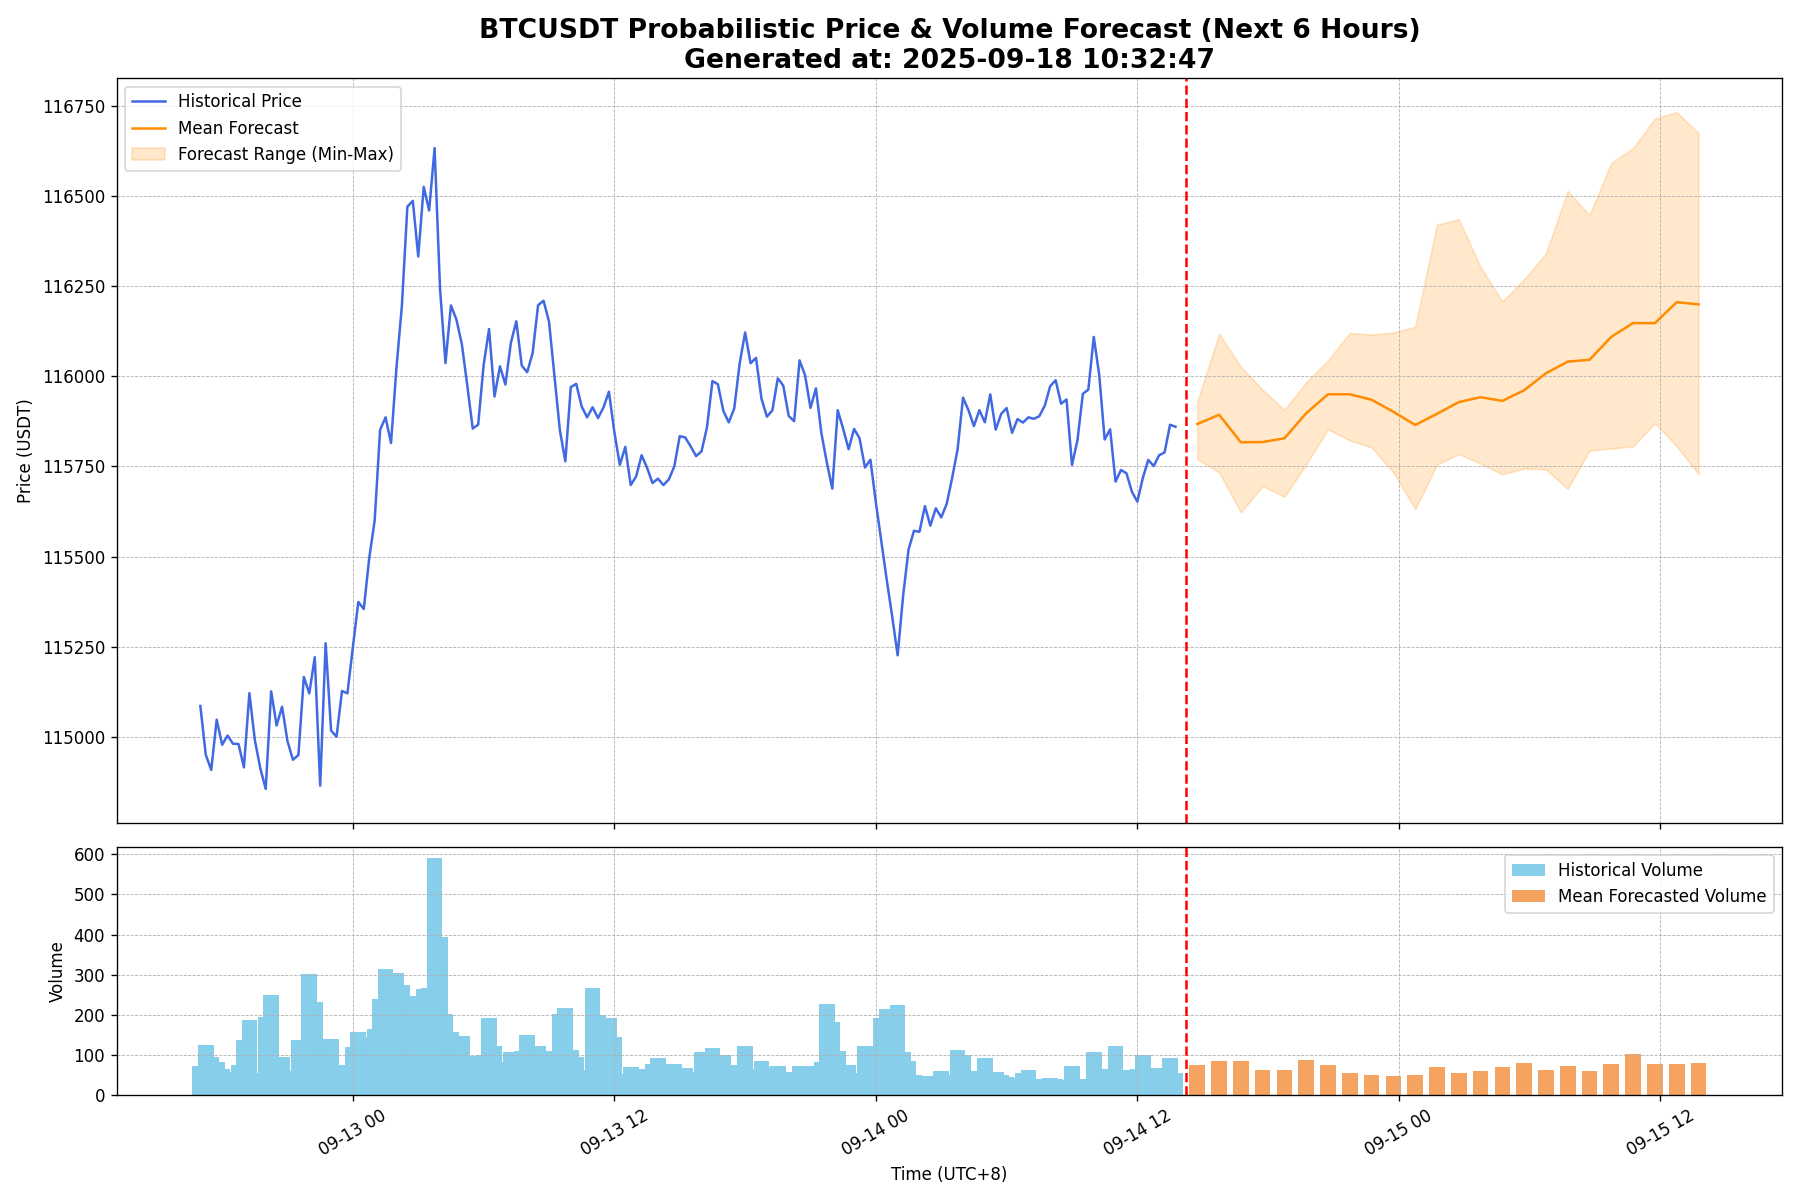 BTCUSDT Probabilistic Price & Volume Forecast (Next 6 Hours)
Generated at: 2025-09-18 10:32:47
Historical Price
Mean Forecast
Forecast Range (Min-Max)
Price (USDT)
116750
116500
116250
116000
115750
115500
115250
115000
Historical Volume
Mean Forecasted Volume
Volume
600
500
400
300
200
100
0
09-13 00
09-13 12
09-14 00
09-14 12
09-15 00
09-15 12
Time (UTC+8)